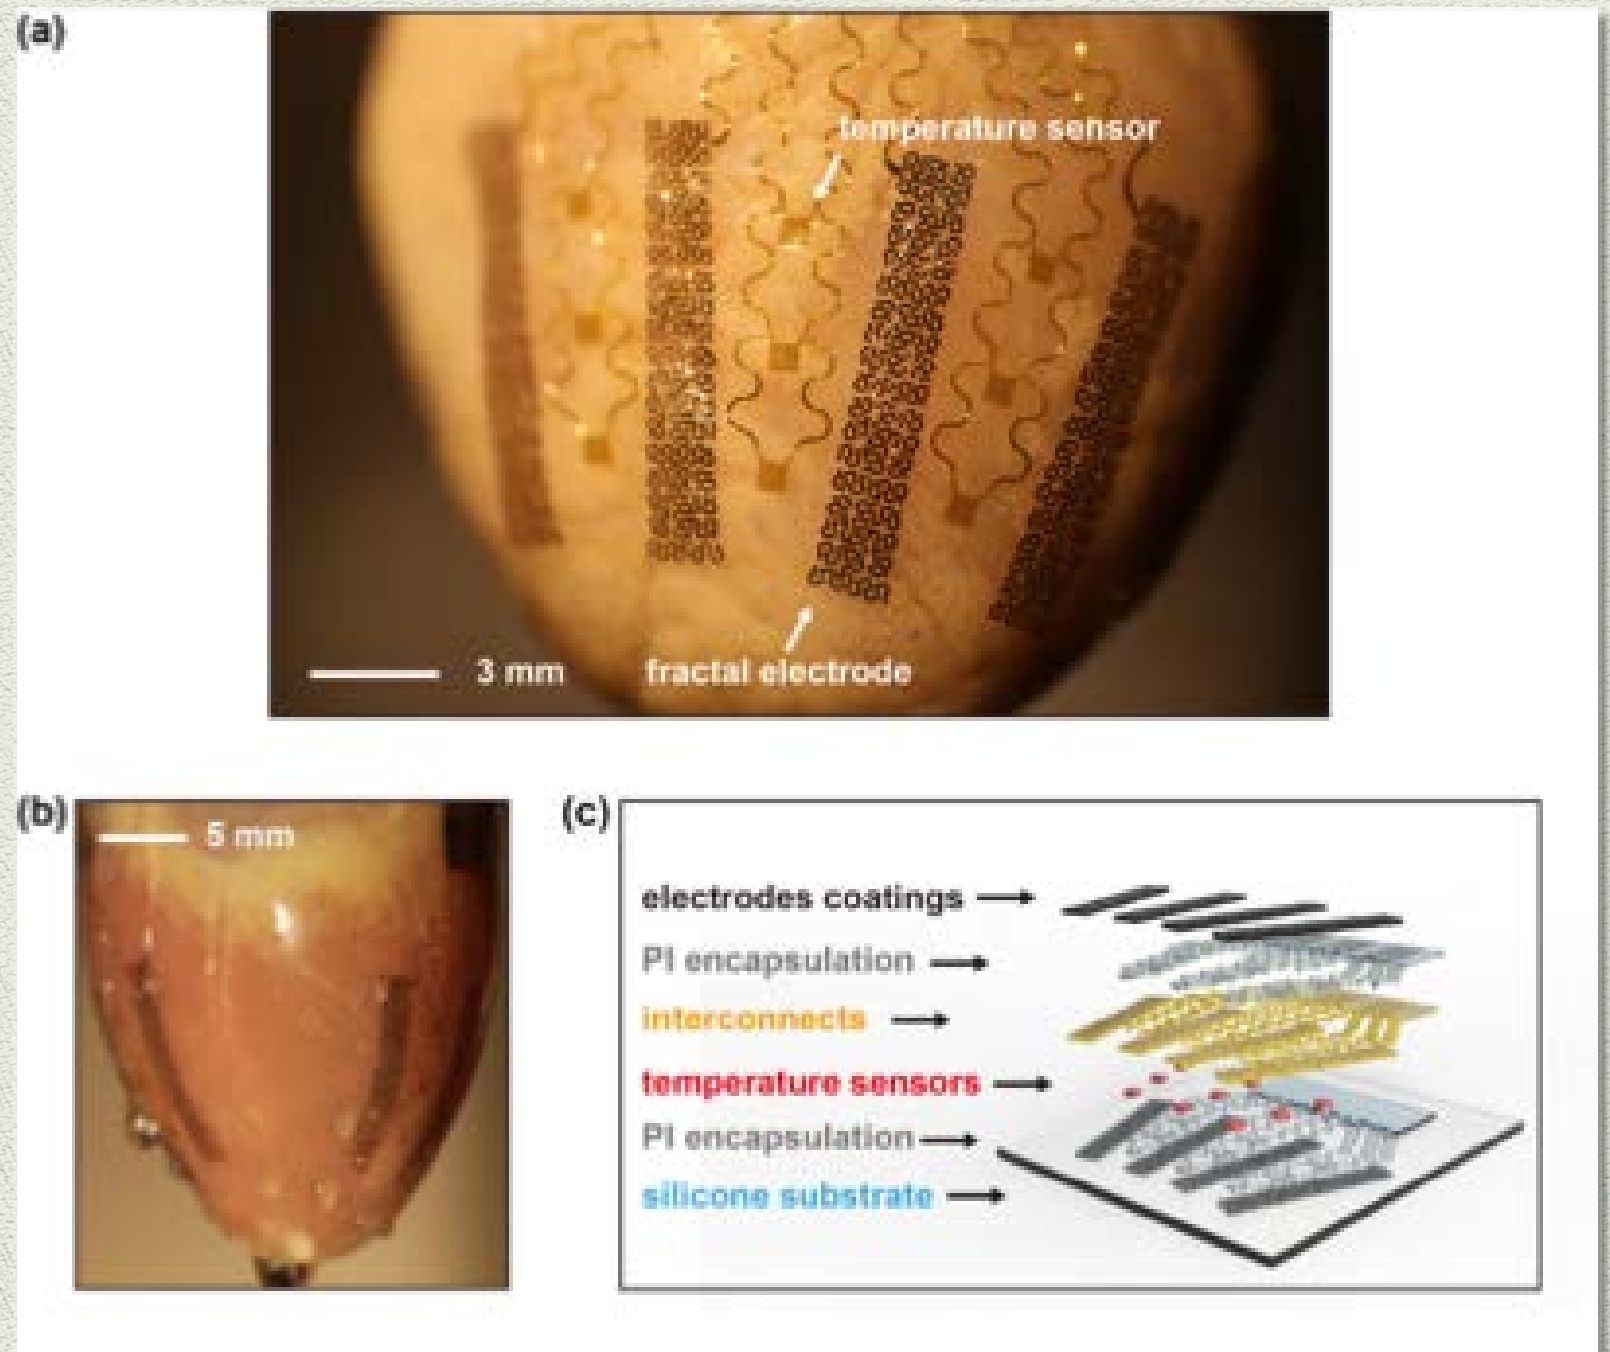 (a)
temperature sensor
3 mm
fractal electrode
(b)
5 mm
(c)
electrodes coatings
PI encapsulation
interconnects
temperature sensors
PI encapsulation
silicone substrate